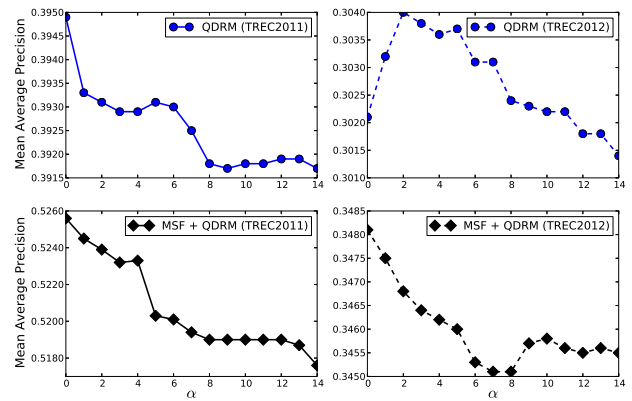 0.3950
0.3945
0.3940
0.3935
0.3930
0.3925
0.3920
0.3915
Mean Average Precision
QDRM (TREC2011)
0 2 4 6 8 10 12 14
0.3040
0.3035
0.3030
0.3025
0.3020
0.3015
0.3010
QDRM (TREC2012)
0 2 4 6 8 10 12 14
0.5260
0.5240
0.5220
0.5200
0.5180
Mean Average Precision
MSF + QDRM (TREC2011)
0 2 4 6 8 10 12 14
α
0.3485
0.3480
0.3475
0.3470
0.3465
0.3460
0.3455
0.3450
MSF + QDRM (TREC2012)
0 2 4 6 8 10 12 14
α